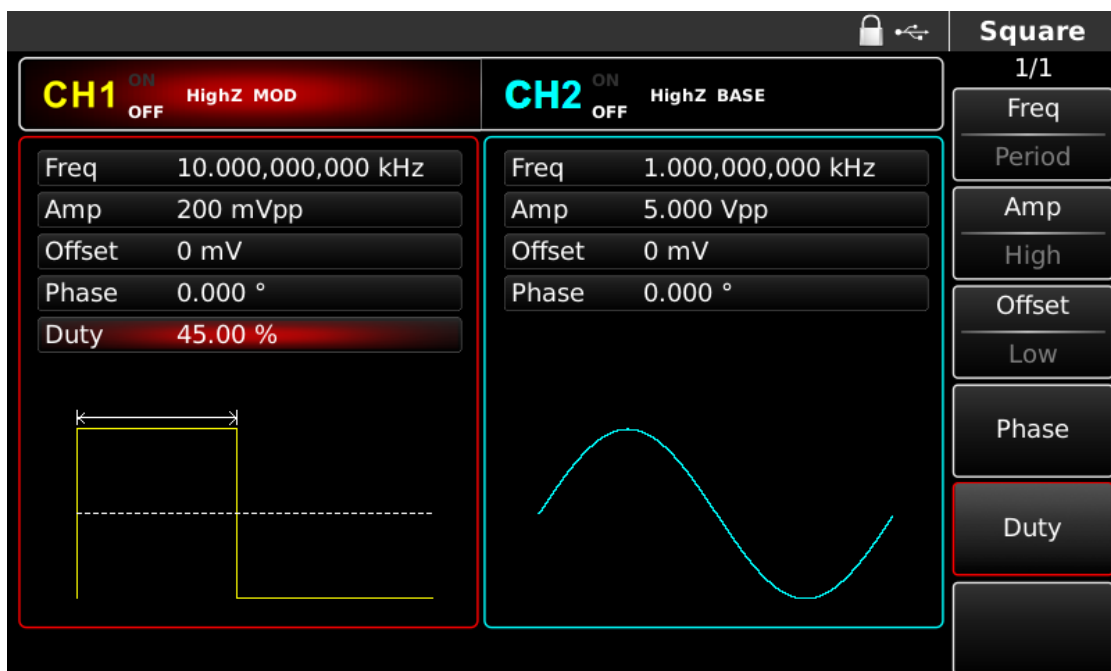 Square
1/1
CH1 ON OFF HighZ MOD
CH2 ON OFF HighZ BASE
Freq 10.000,000,000 kHz
Amp 200 mVpp
Offset 0 mV
Phase 0.000 °
Duty 45.00 %
Freq 1.000,000,000 kHz
Amp 5.000 Vpp
Offset 0 mV
Phase 0.000 °
Freq
Period
Amp
High
Offset
Low
Phase
Duty